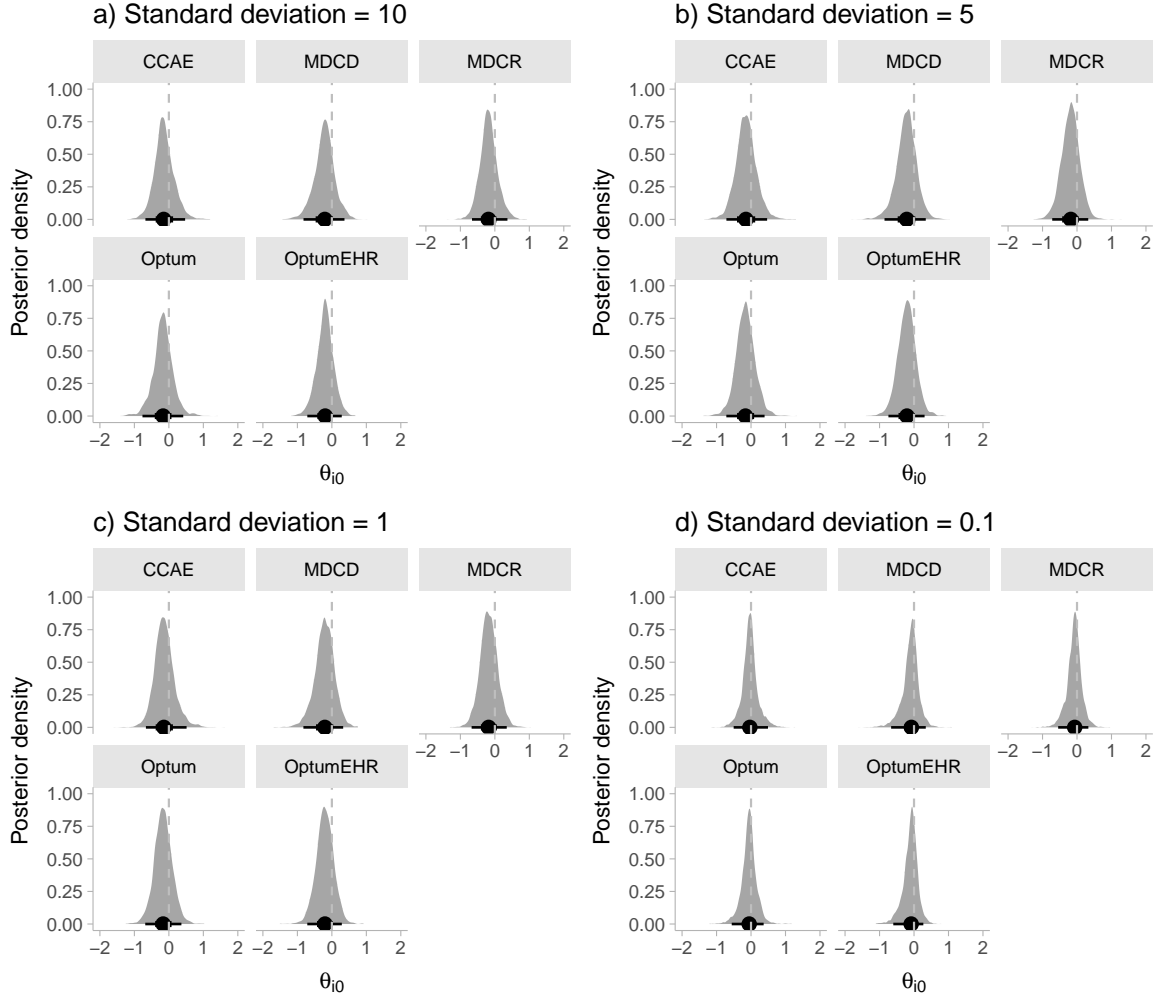 a) Standard deviation = 10
CCAE MDCD MDCR
1.00
0.75
0.50
0.25
0.00
−2 −1 0 1 2
Optum OptumEHR
1.00
0.75
0.50
0.25
0.00
−2 −1 0 1 2 −2 −1 0 1 2
Posterior density
θi0
b) Standard deviation = 5
CCAE MDCD MDCR
1.00
0.75
0.50
0.25
0.00
−2 −1 0 1 2
Optum OptumEHR
1.00
0.75
0.50
0.25
0.00
−2 −1 0 1 2 −2 −1 0 1 2
Posterior density
θi0
c) Standard deviation = 1
CCAE MDCD MDCR
1.00
0.75
0.50
0.25
0.00
−2 −1 0 1 2
Optum OptumEHR
1.00
0.75
0.50
0.25
0.00
−2 −1 0 1 2 −2 −1 0 1 2
Posterior density
θi0
d) Standard deviation = 0.1
CCAE MDCD MDCR
1.00
0.75
0.50
0.25
0.00
−2 −1 0 1 2
Optum OptumEHR
1.00
0.75
0.50
0.25
0.00
−2 −1 0 1 2 −2 −1 0 1 2
Posterior density
θi0